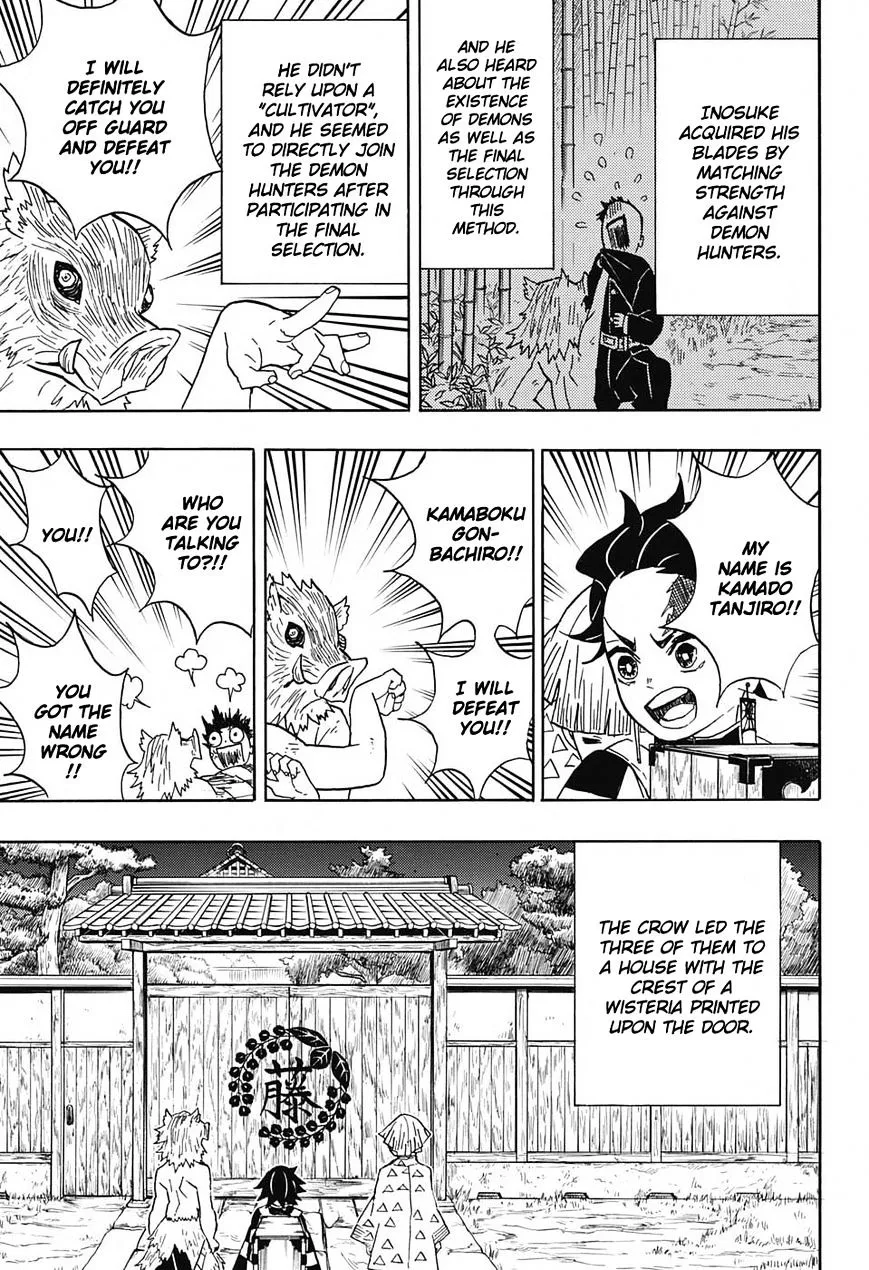 INOSUKE
ACQUIRED HIS
BLADES BY
MATCHING
STRENGTH
AGAINST
DEMON
HUNTERS.
AND HE
ALSO HEARD
ABOUT THE
EXISTENCE
OF DEMONS
AS WELL AS
THE FINAL
SELECTION
THROUGH
THIS
METHOD.
HE DIDN'T
RELY UPON A
"CULTIVATOR",
AND HE SEEMED
TO DIRECTLY JOIN
THE DEMON
HUNTERS AFTER
PARTICIPATING IN
THE FINAL
SELECTION.
I WILL
DEFINITELY
CATCH YOU
OFF GUARD
AND DEFEAT
YOU!!
MY
NAME IS
KAMADO
TANJIRO!!
KAMABOKU
GON-
BACHIRO!!
I WILL
DEFEAT
YOU!!
WHO
ARE YOU
TALKING
TO?!!
YOU!!
YOU
GOT THE
NAME
WRONG
!!
THE CROW LED THE
THREE OF THEM TO
A HOUSE WITH THE
CREST OF A
WISTERIA PRINTED
UPON THE DOOR.
藤